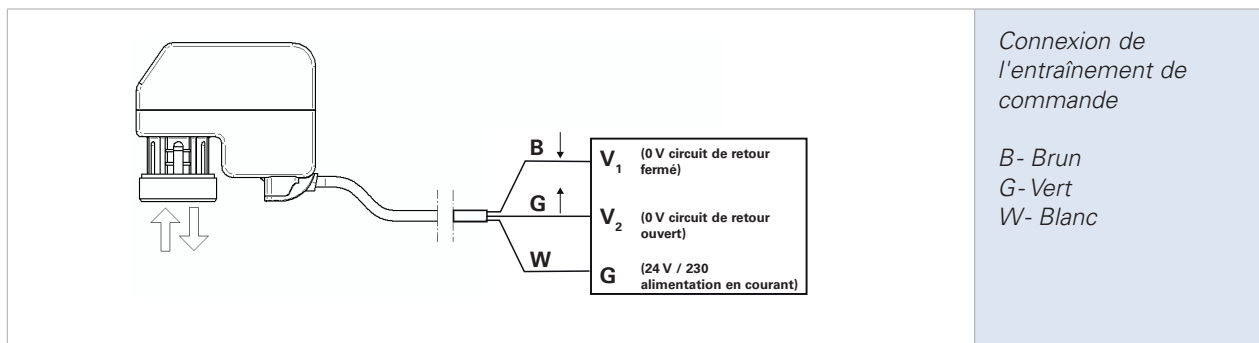 B
V1 (0 V circuit de retour
fermé)
G
V2 (0 V circuit de retour
ouvert)
W
G (24 V / 230
alimentation en courant)
Connexion de
l'entraînement de
commande
B- Brun
G- Vert
W- Blanc